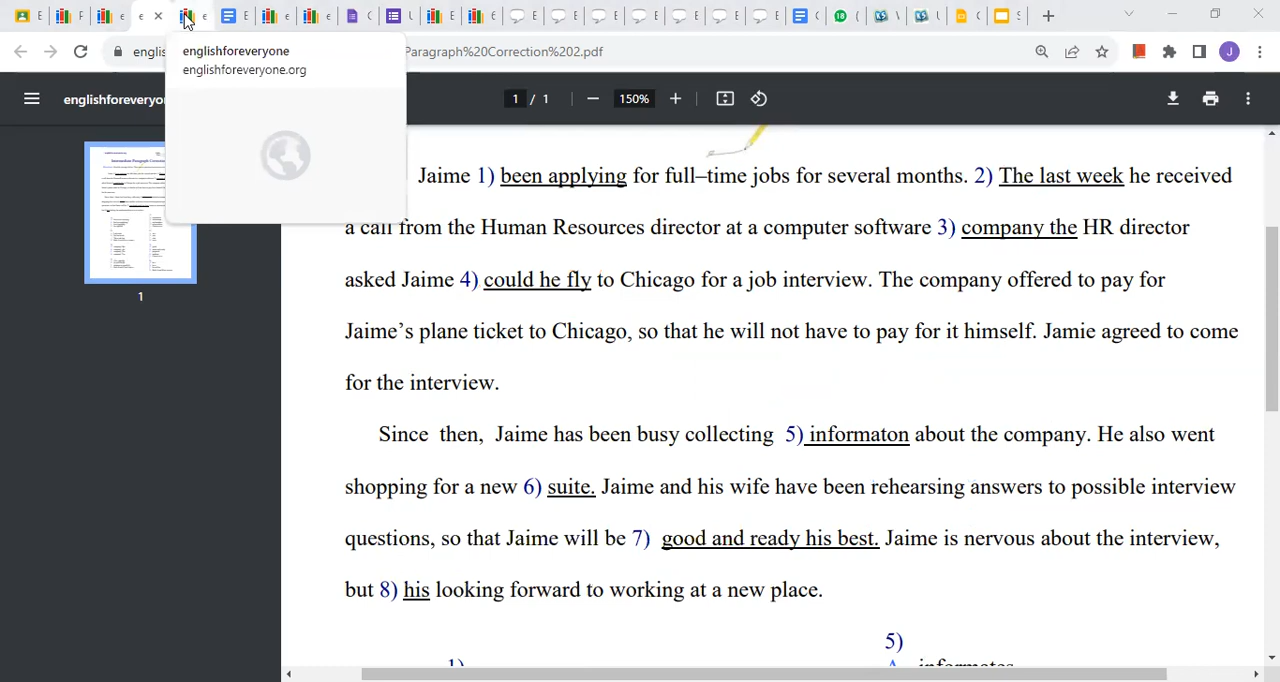 F
e
e
e
E
e
e
C
U
E
e
E
E
E
E
E
E
E
C
18
(
V
U
C
S
englis
Paragraph%20Correction%202.pdf
J
englishforeveryone
englishforeveryone.org
englishforeveryo
1 / 1
150%
1
Jaime 1) been applying for full–time jobs for several months. 2) The last week he received
a call from the Human Resources director at a computer software 3) company the HR director
asked Jaime 4) could he fly to Chicago for a job interview. The company offered to pay for
Jaime’s plane ticket to Chicago, so that he will not have to pay for it himself. Jamie agreed to come
for the interview.
Since then, Jaime has been busy collecting 5) informaton about the company. He also went
shopping for a new 6) suite. Jaime and his wife have been rehearsing answers to possible interview
questions, so that Jaime will be 7) good and ready his best. Jaime is nervous about the interview,
but 8) his looking forward to working at a new place.
5)
1)
A informates